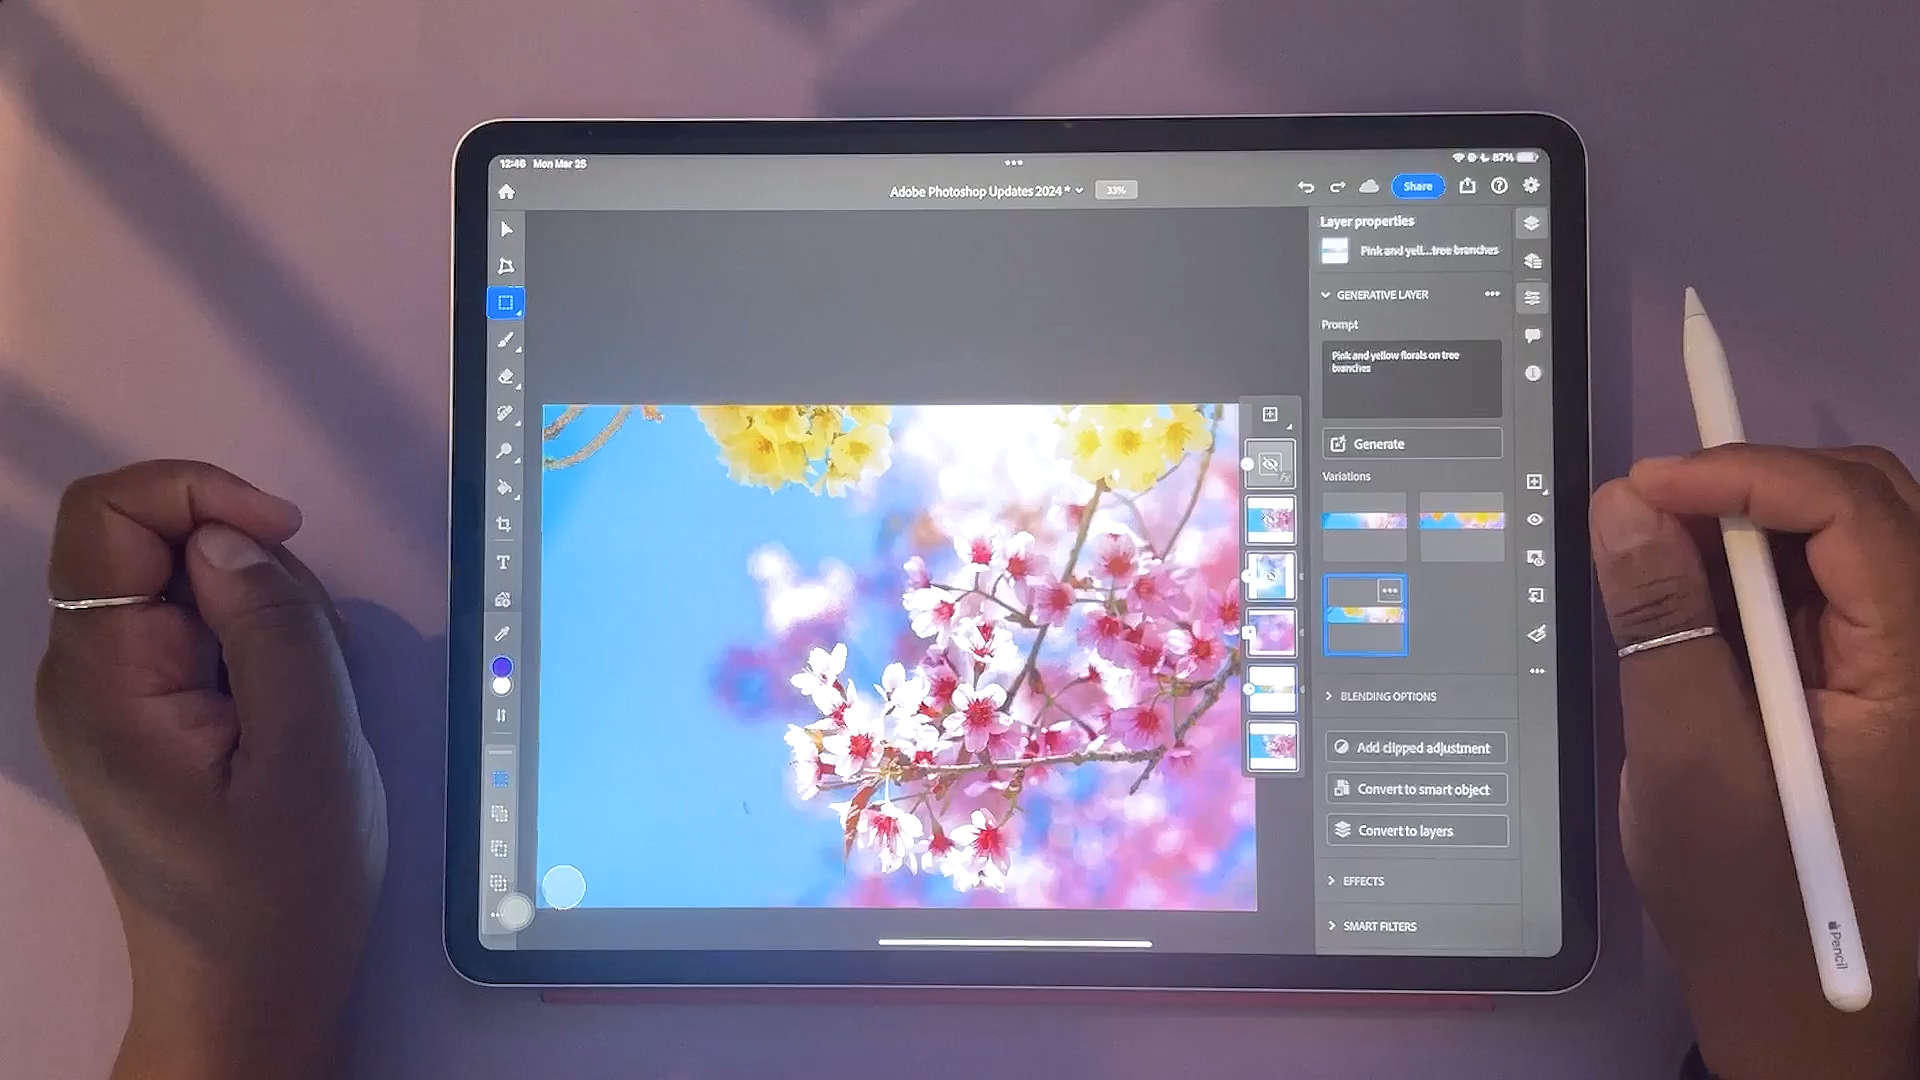 12:46 Mon Mar 25
87%
Adobe Photoshop Updates 2024*
33%
Share
Layer properties
Pink and yell...tree branches
GENERATIVE LAYER
Prompt
Pink and yellow florals on tree
branches
Generate
Variations
BLENDING OPTIONS
Add clipped adjustment
Convert to smart object
Convert to layers
EFFECTS
SMART FILTERS
T
fx
Pencil